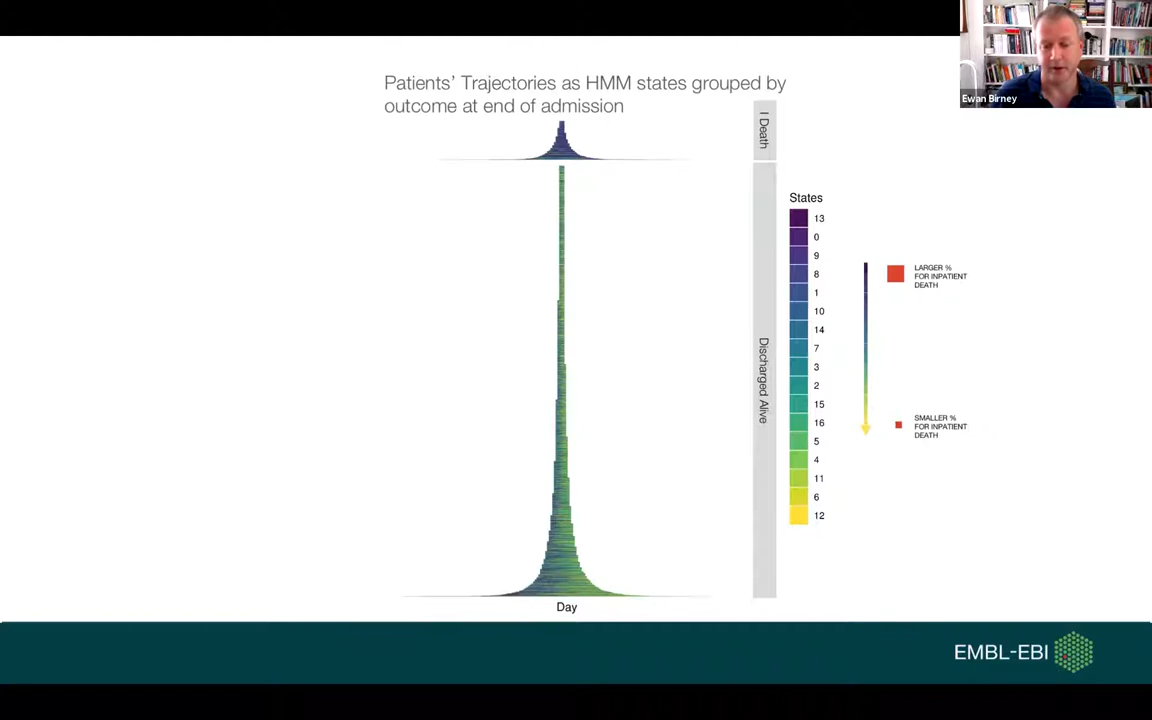 Ewan Birney
Patients' Trajectories as HMM states grouped by
outcome at end of admission
I Death
Discharged Alive
States
13
0
9
8
1
10
14
7
3
2
15
16
5
4
11
6
12
LARGER %
FOR INPATIENT
DEATH
SMALLER %
FOR INPATIENT
DEATH
Day
EMBL-EBI